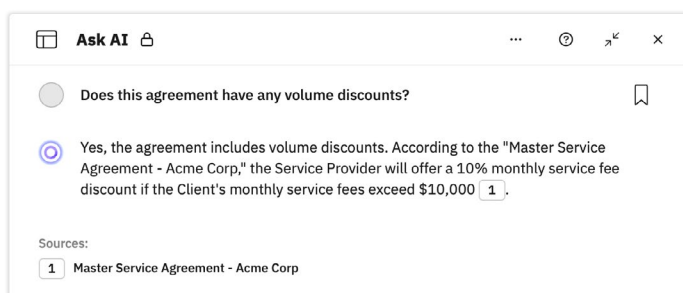 Ask AI
Does this agreement have any volume discounts?
Yes, the agreement includes volume discounts. According to the "Master Service
Agreement - Acme Corp," the Service Provider will offer a 10% monthly service fee
discount if the Client's monthly service fees exceed $10,000 1.
Sources:
1 Master Service Agreement - Acme Corp